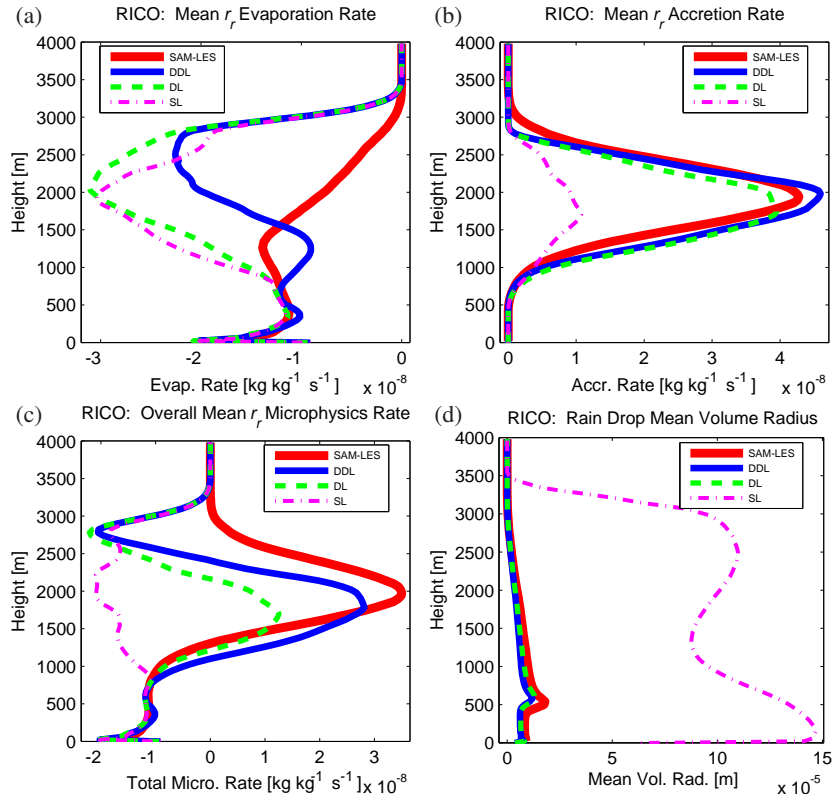 (a)
RICO: Mean r_r Evaporation Rate
4000
3500
3000
2500
2000
1500
1000
500
0
Height [m]
SAM-LES
DDL
DL
SL
-3 -2 -1 0
Evap. Rate [kg kg⁻¹ s⁻¹] x 10⁻⁸
(b)
RICO: Mean r_r Accretion Rate
4000
3500
3000
2500
2000
1500
1000
500
0
Height [m]
SAM-LES
DDL
DL
SL
0 1 2 3 4
Accr. Rate [kg kg⁻¹ s⁻¹] x 10⁻⁸
(c)
RICO: Overall Mean r_r Microphysics Rate
4000
3500
3000
2500
2000
1500
1000
500
0
Height [m]
SAM-LES
DDL
DL
SL
-2 -1 0 1 2 3
Total Micro. Rate [kg kg⁻¹ s⁻¹] x 10⁻⁸
(d)
RICO: Rain Drop Mean Volume Radius
4000
3500
3000
2500
2000
1500
1000
500
0
Height [m]
SAM-LES
DDL
DL
SL
0 5 10 15
Mean Vol. Rad. [m] x 10⁻⁵